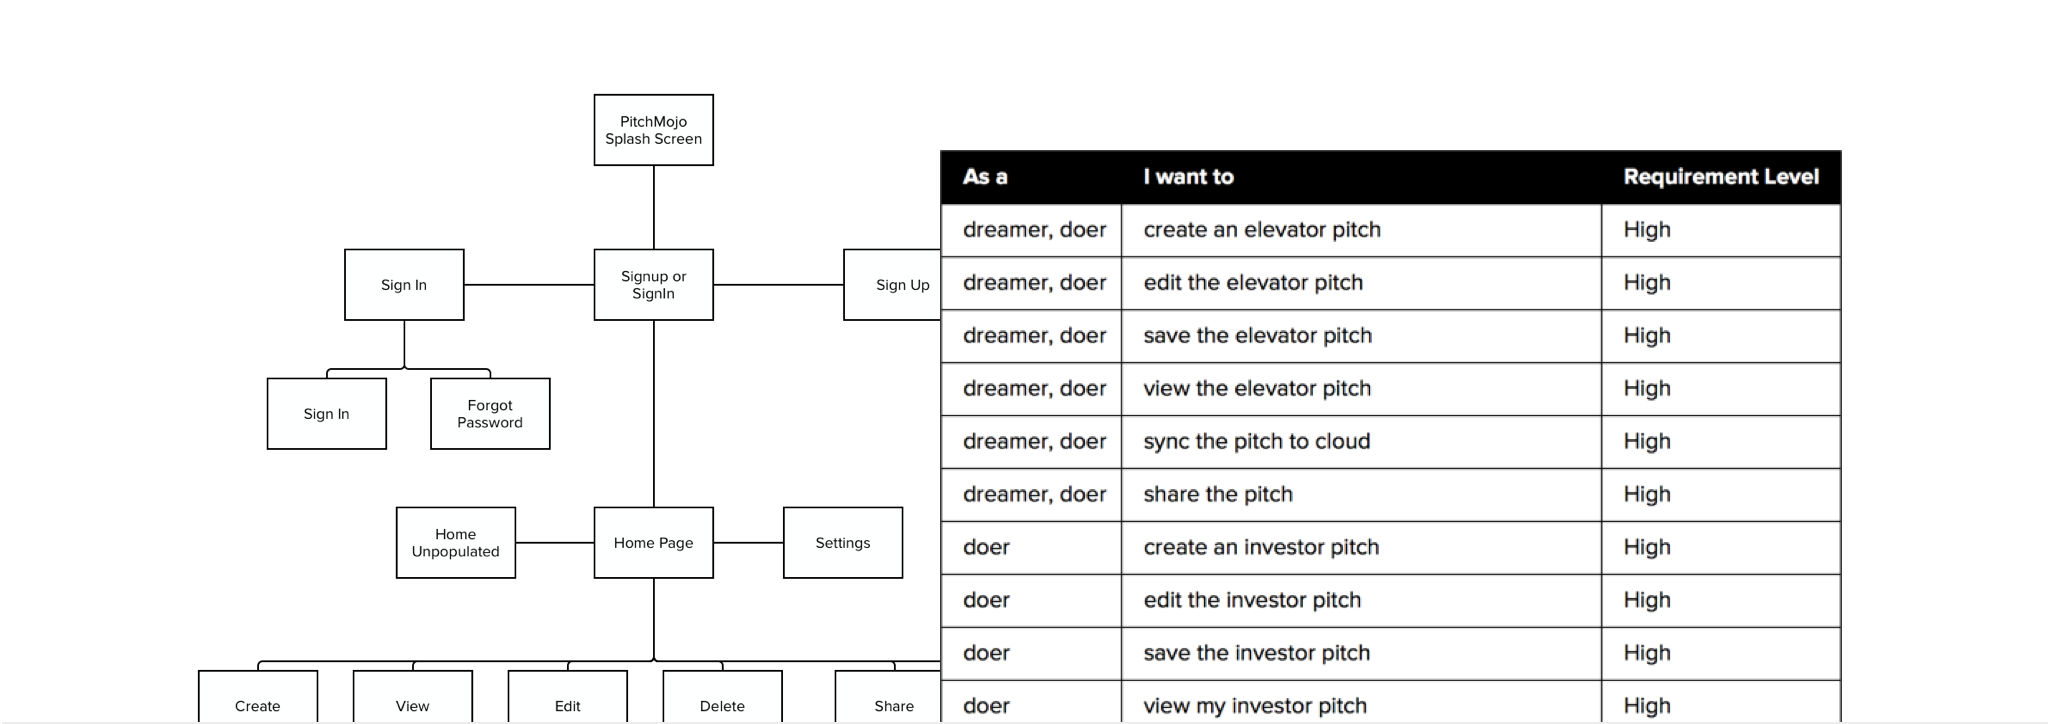 PitchMojo
Splash Screen
Sign In
Signup or
SignIn
Sign Up
Sign In
Forgot
Password
Home
Unpopulated
Home Page
Settings
Create
View
Edit
Delete
Share
As a I want to Requirement Level
dreamer, doer create an elevator pitch High
dreamer, doer edit the elevator pitch High
dreamer, doer save the elevator pitch High
dreamer, doer view the elevator pitch High
dreamer, doer sync the pitch to cloud High
dreamer, doer share the pitch High
doer create an investor pitch High
doer edit the investor pitch High
doer save the investor pitch High
doer view my investor pitch High